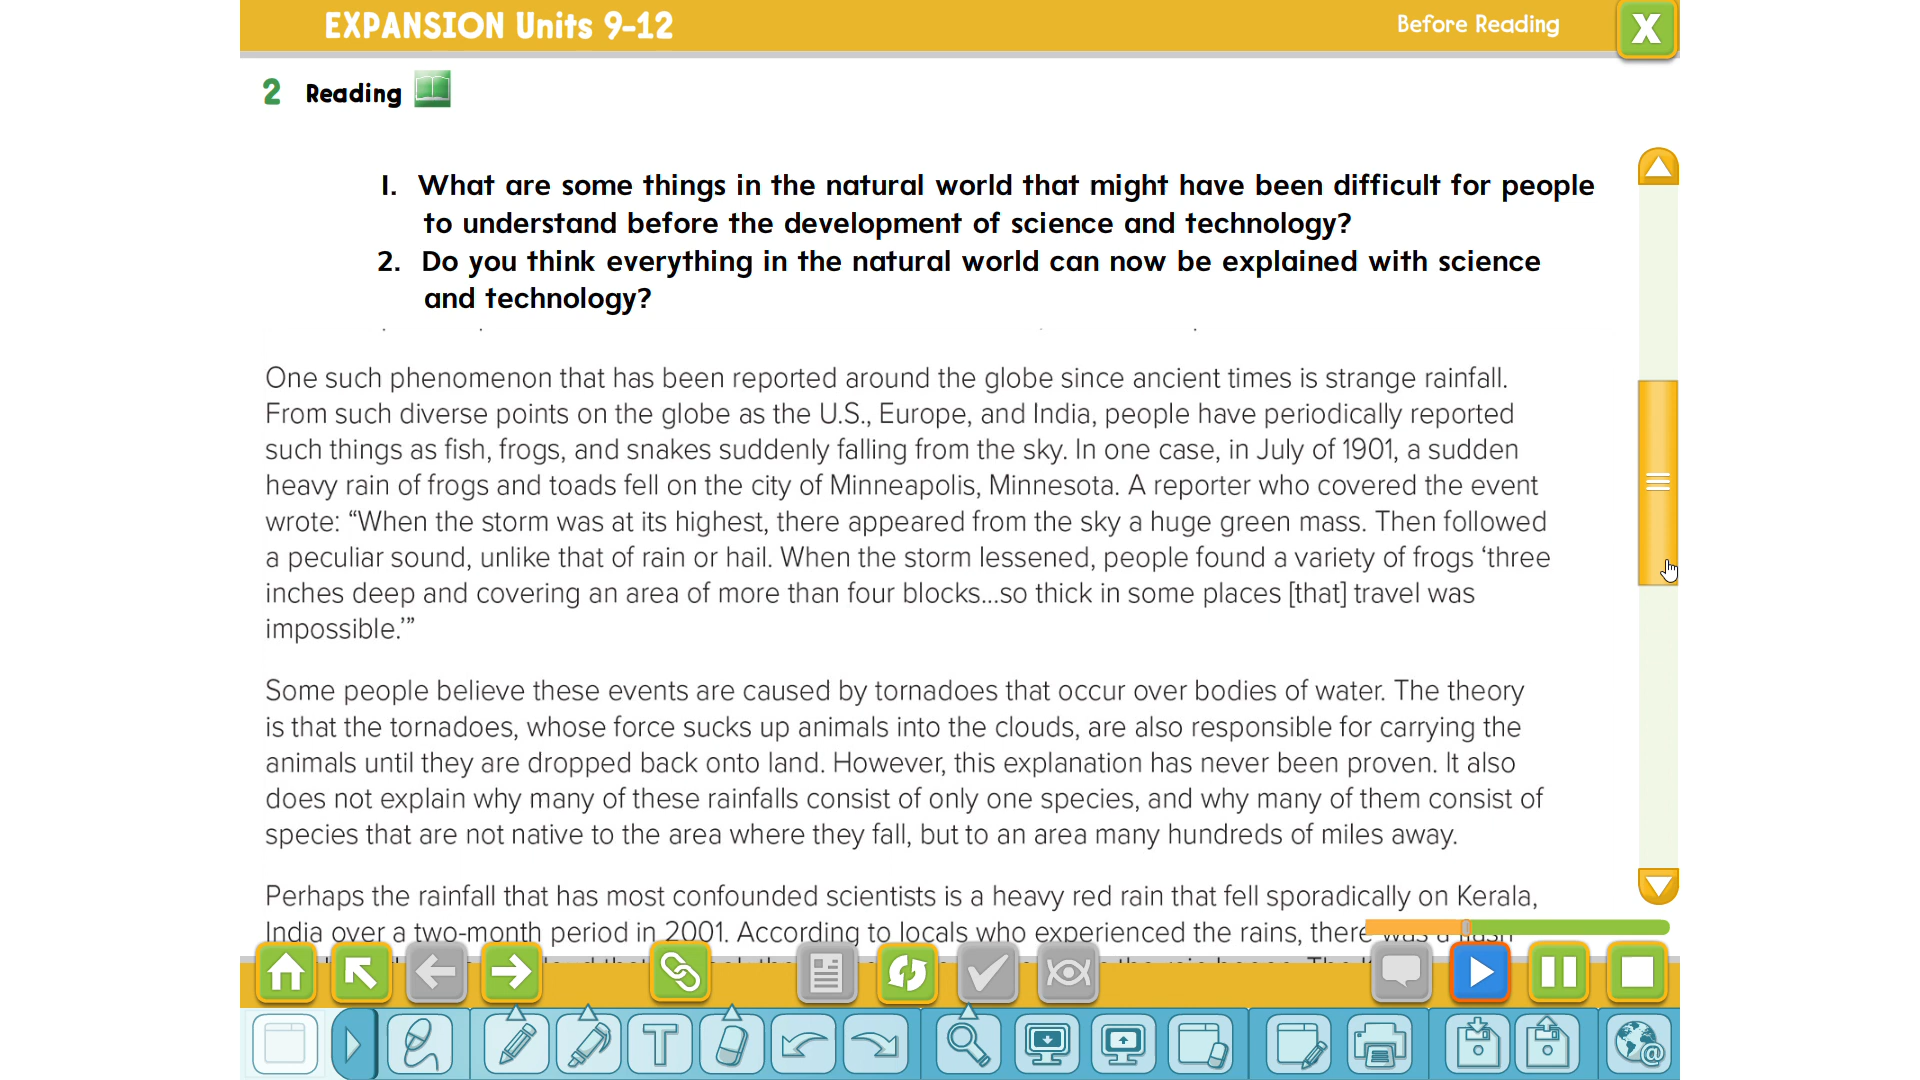 EXPANSION Units 9-12
Before Reading
X
2 Reading
1. What are some things in the natural world that might have been difficult for people
to understand before the development of science and technology?
2. Do you think everything in the natural world can now be explained with science
and technology?
One such phenomenon that has been reported around the globe since ancient times is strange rainfall.
From such diverse points on the globe as the U.S., Europe, and India, people have periodically reported
such things as fish, frogs, and snakes suddenly falling from the sky. In one case, in July of 1901, a sudden
heavy rain of frogs and toads fell on the city of Minneapolis, Minnesota. A reporter who covered the event
wrote: “When the storm was at its highest, there appeared from the sky a huge green mass. Then followed
a peculiar sound, unlike that of rain or hail. When the storm lessened, people found a variety of frogs ‘three
inches deep and covering an area of more than four blocks...so thick in some places [that] travel was
impossible.’”
Some people believe these events are caused by tornadoes that occur over bodies of water. The theory
is that the tornadoes, whose force sucks up animals into the clouds, are also responsible for carrying the
animals until they are dropped back onto land. However, this explanation has never been proven. It also
does not explain why many of these rainfalls consist of only one species, and why many of them consist of
species that are not native to the area where they fall, but to an area many hundreds of miles away.
Perhaps the rainfall that has most confounded scientists is a heavy red rain that fell sporadically on Kerala,
India over a two-month period in 2001. According to locals who experienced the rains, there was a flash
T
@